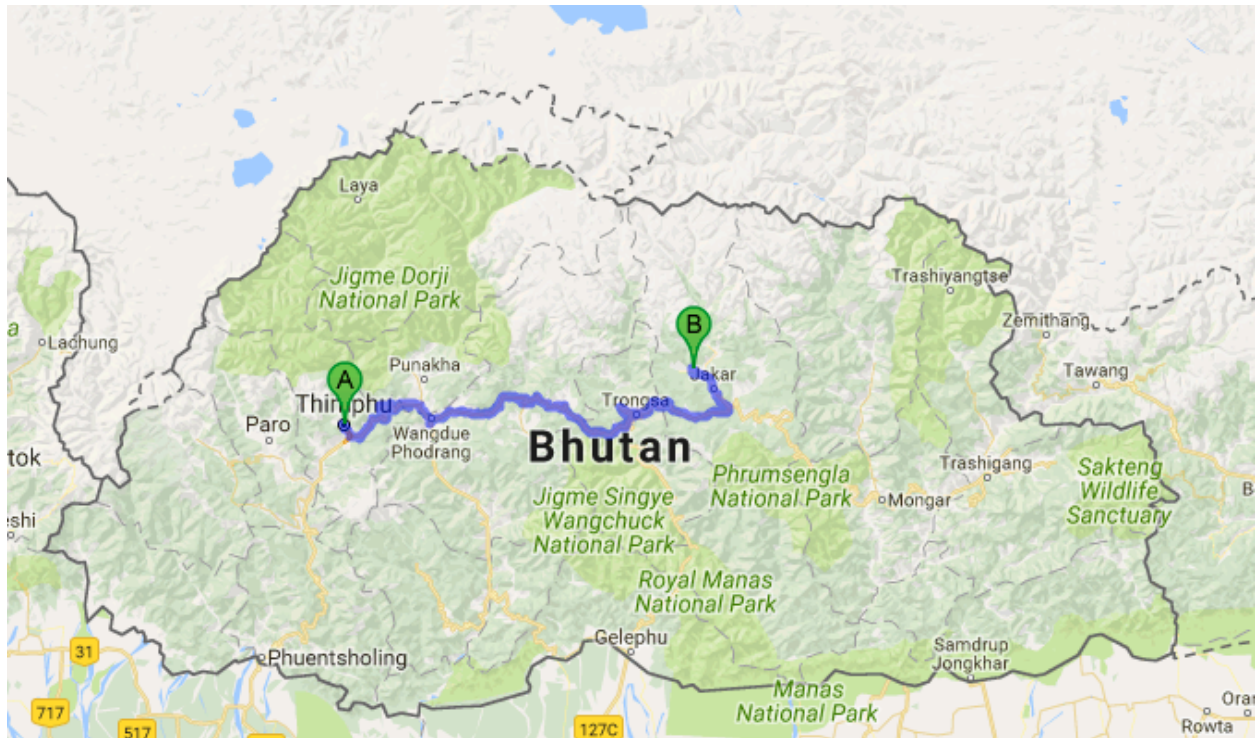 Laya
Jigme Dorji
National Park
Trashiyangtse
Lachung
Zemithang
B
Punakha
Jakar
Tawang
A
Thimphu
Trongsa
Paro
Wangdue
Phodrang
Bhutan
tok
Phrumsengla
National Park
Trashigang
Sakteng
Wildlife
Sanctuary
Mongar
Jigme Singye
Wangchuck
National Park
eshi
Royal Manas
National Park
Gelephu
Samdrup
Jongkhar
Phuentsholing
31
Manas
National Park
717
517
127C
Rowta